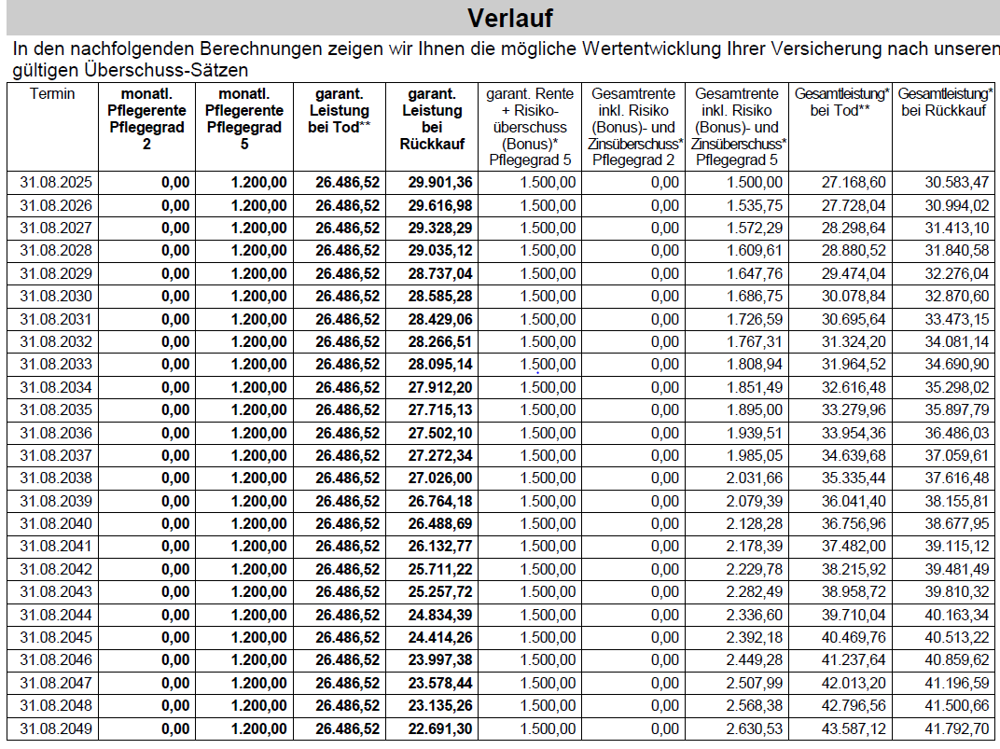 Verlauf
In den nachfolgenden Berechnungen zeigen wir Ihnen die mögliche Wertentwicklung Ihrer Versicherung nach unseren
gültigen Überschuss-Sätzen
Termin monatl. Pflegerente Pflegegrad 2 monatl. Pflegerente Pflegegrad 5 garant. Leistung bei Tod** garant. Leistung bei Rückkauf garant. Rente + Risiko- überschuss (Bonus)* Pflegegrad 5 Gesamtrente inkl. Risiko (Bonus)- und Zinsüberschuss* Pflegegrad 2 Gesamtrente inkl. Risiko (Bonus)- und Zinsüberschuss* Pflegegrad 5 Gesamtleistung* bei Tod** Gesamtleistung* bei Rückkauf
31.08.2025 0,00 1.200,00 26.486,52 29.901,36 1.500,00 0,00 1.500,00 27.168,60 30.583,47
31.08.2026 0,00 1.200,00 26.486,52 29.616,98 1.500,00 0,00 1.535,75 27.728,04 30.994,02
31.08.2027 0,00 1.200,00 26.486,52 29.328,29 1.500,00 0,00 1.572,29 28.298,64 31.413,10
31.08.2028 0,00 1.200,00 26.486,52 29.035,12 1.500,00 0,00 1.609,61 28.880,52 31.840,58
31.08.2029 0,00 1.200,00 26.486,52 28.737,04 1.500,00 0,00 1.647,76 29.474,04 32.276,04
31.08.2030 0,00 1.200,00 26.486,52 28.585,28 1.500,00 0,00 1.686,75 30.078,84 32.870,60
31.08.2031 0,00 1.200,00 26.486,52 28.429,06 1.500,00 0,00 1.726,59 30.695,64 33.473,15
31.08.2032 0,00 1.200,00 26.486,52 28.266,51 1.500,00 0,00 1.767,31 31.324,20 34.081,14
31.08.2033 0,00 1.200,00 26.486,52 28.095,14 1.500,00 0,00 1.808,94 31.964,52 34.690,90
31.08.2034 0,00 1.200,00 26.486,52 27.912,20 1.500,00 0,00 1.851,49 32.616,48 35.298,02
31.08.2035 0,00 1.200,00 26.486,52 27.715,13 1.500,00 0,00 1.895,00 33.279,96 35.897,79
31.08.2036 0,00 1.200,00 26.486,52 27.502,10 1.500,00 0,00 1.939,51 33.954,36 36.486,03
31.08.2037 0,00 1.200,00 26.486,52 27.272,34 1.500,00 0,00 1.985,05 34.639,68 37.059,61
31.08.2038 0,00 1.200,00 26.486,52 27.026,00 1.500,00 0,00 2.031,66 35.335,44 37.616,48
31.08.2039 0,00 1.200,00 26.486,52 26.764,18 1.500,00 0,00 2.079,39 36.041,40 38.155,81
31.08.2040 0,00 1.200,00 26.486,52 26.488,69 1.500,00 0,00 2.128,28 36.756,96 38.677,95
31.08.2041 0,00 1.200,00 26.486,52 26.132,77 1.500,00 0,00 2.178,39 37.482,00 39.115,12
31.08.2042 0,00 1.200,00 26.486,52 25.711,22 1.500,00 0,00 2.229,78 38.215,92 39.481,49
31.08.2043 0,00 1.200,00 26.486,52 25.257,72 1.500,00 0,00 2.282,49 38.958,72 39.810,32
31.08.2044 0,00 1.200,00 26.486,52 24.834,39 1.500,00 0,00 2.336,60 39.710,04 40.163,34
31.08.2045 0,00 1.200,00 26.486,52 24.414,26 1.500,00 0,00 2.392,18 40.469,76 40.513,22
31.08.2046 0,00 1.200,00 26.486,52 23.997,38 1.500,00 0,00 2.449,28 41.237,64 40.859,62
31.08.2047 0,00 1.200,00 26.486,52 23.578,44 1.500,00 0,00 2.507,99 42.013,20 41.196,59
31.08.2048 0,00 1.200,00 26.486,52 23.135,26 1.500,00 0,00 2.568,38 42.796,56 41.500,66
31.08.2049 0,00 1.200,00 26.486,52 22.691,30 1.500,00 0,00 2.630,53 43.587,12 41.792,70